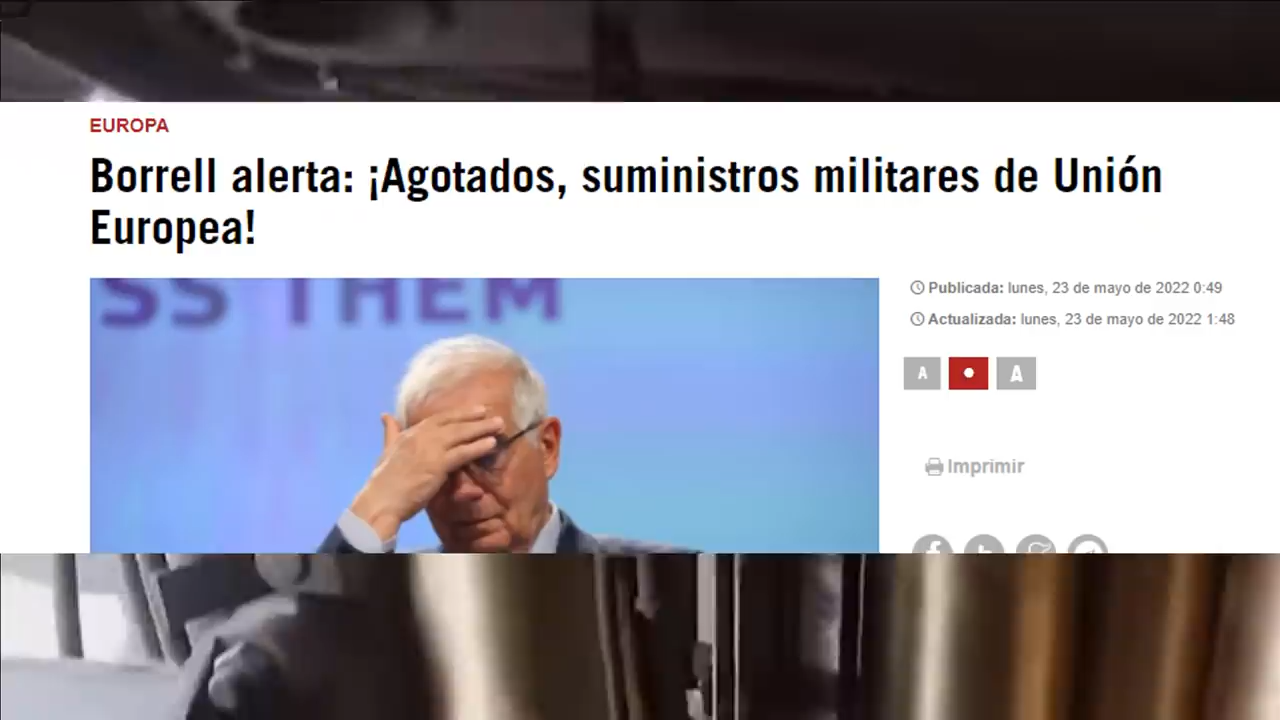 EUROPA
Borrell alerta: ¡Agotados, suministros militares de Unión
Europea!
SS THEM
Publicada: lunes, 23 de mayo de 2022 0:49
Actualizada: lunes, 23 de mayo de 2022 1:48
A
A
Imprimir